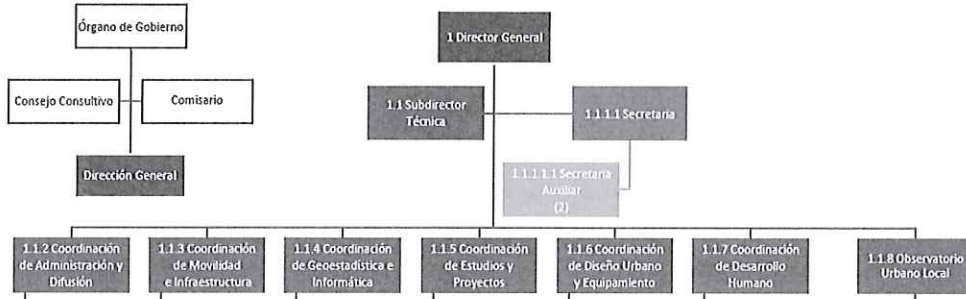 Órgano de Gobierno
Consejo Consultivo
Comisario
Dirección General
1 Director General
1.1 Subdirector
Técnica
1.1.1.1 Secretaria
1.1.1.1.1 Secretaria
Auxiliar
(2)
1.1.2 Coordinación
de Administración y
Difusión
1.1.3 Coordinación
de Movilidad
e Infraestructura
1.1.4 Coordinación
de Geoestadística e
Informática
1.1.5 Coordinación
de Estudios y
Proyectos
1.1.6 Coordinación
de Diseño Urbano
y Equipamiento
1.1.7 Coordinación
de Desarrollo
Humano
1.1.8 Observatorio
Urbano Local